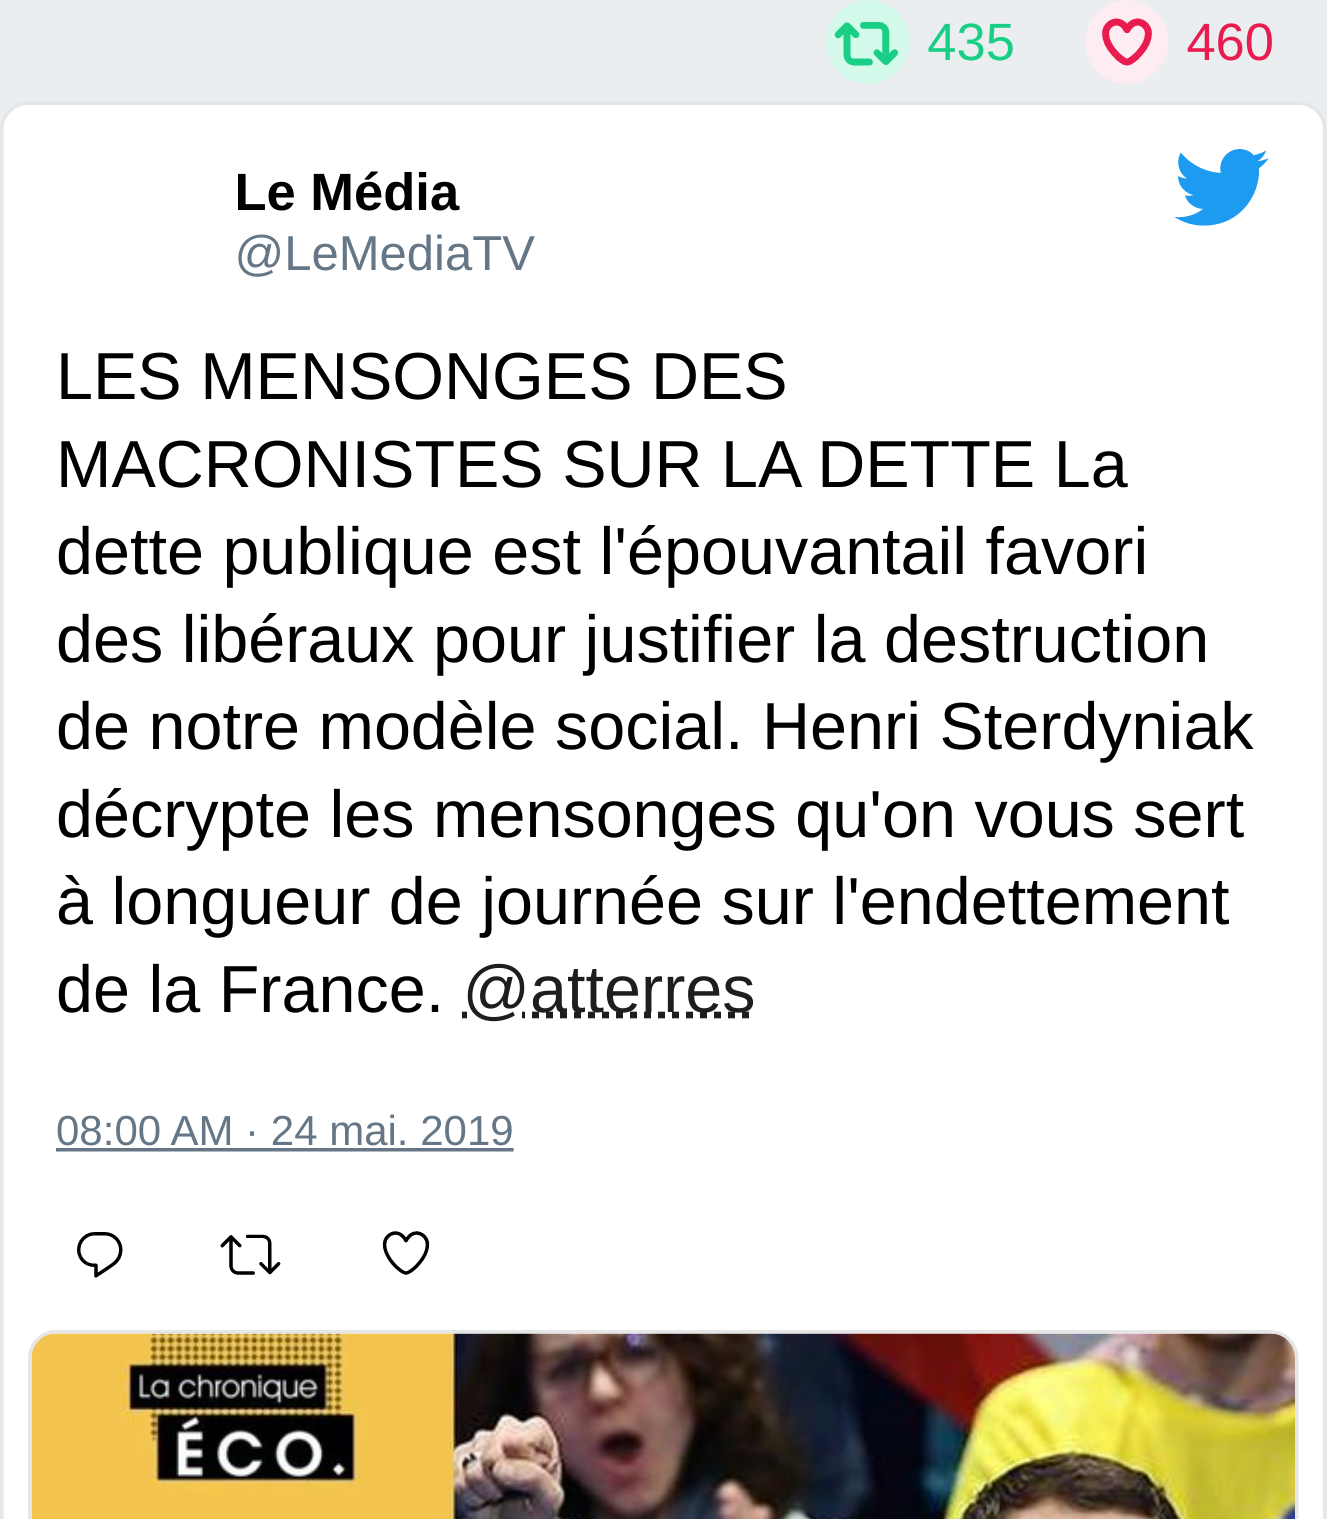 435 460
Le Média
@LeMediaTV
LES MENSONGES DES
MACRONISTES SUR LA DETTE La
dette publique est l'épouvantail favori
des libéraux pour justifier la destruction
de notre modèle social. Henri Sterdyniak
décrypte les mensonges qu'on vous sert
à longueur de journée sur l'endettement
de la France. @atterres
08:00 AM · 24 mai. 2019
La chronique
ÉCO.